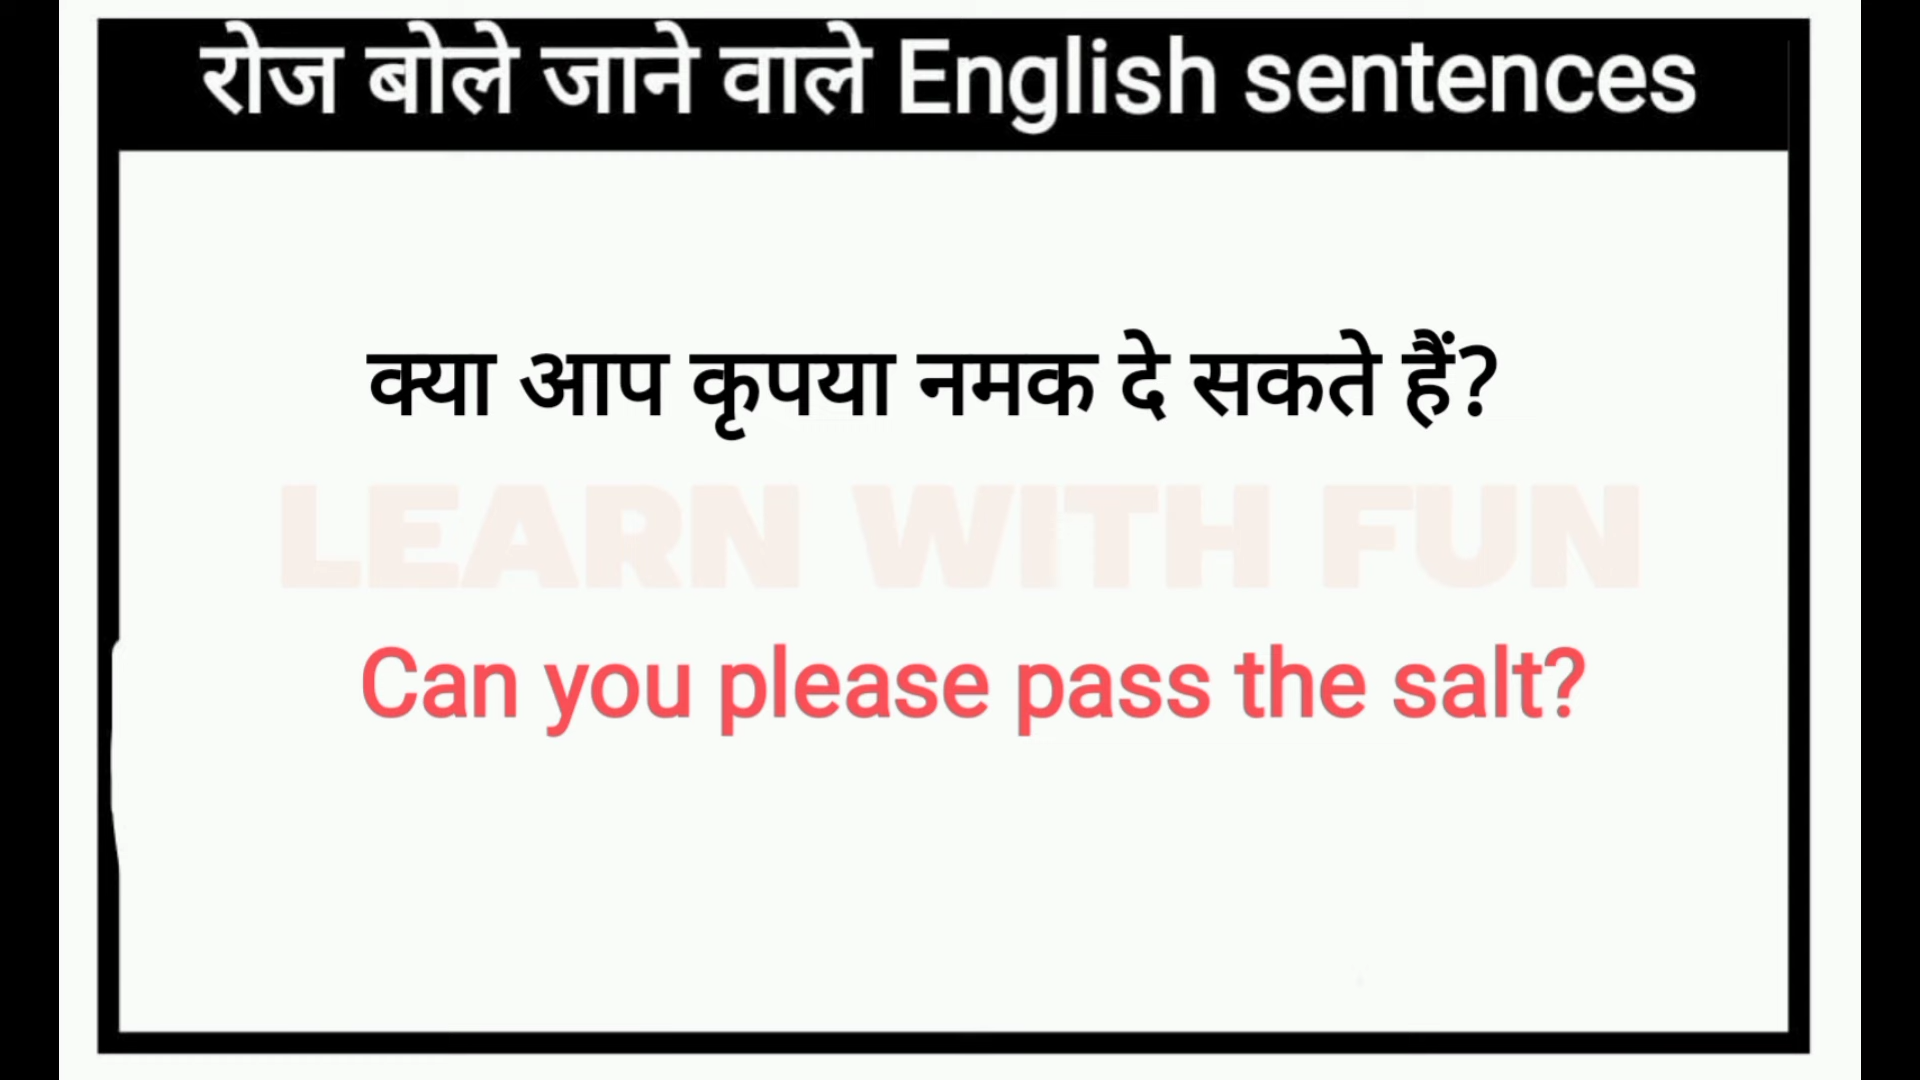 रोज बोले जाने वाले English sentences
क्या आप कृपया नमक दे सकते हैं?
LEARN WITH FUN
Can you please pass the salt?